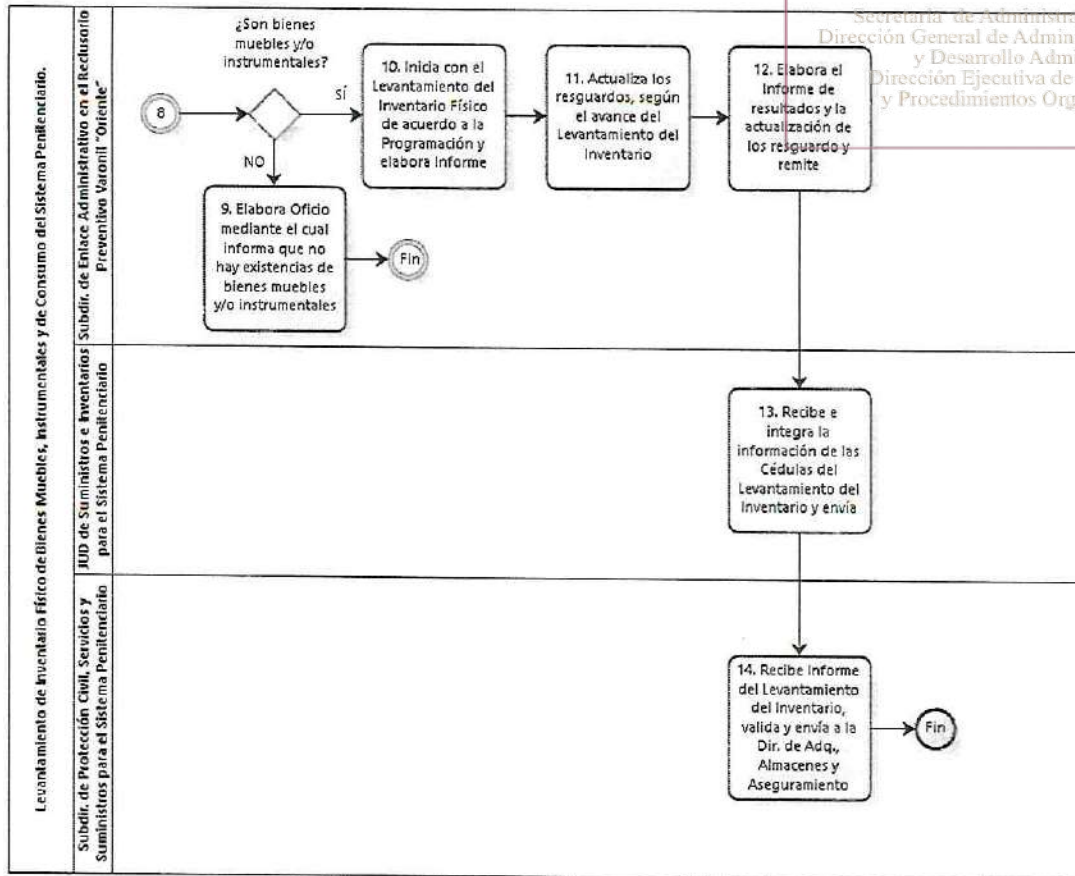 Secretaría de Administra
Dirección General de Admin
y Desarrollo Admi
Dirección Ejecutiva de
y Procedimientos Org
Levantamiento de Inventario Físico de Bienes Muebles, Instrumentales y de Consumo del Sistema Penitenciario.
Subdir. de Enlace Administrativo en el Reclusorio
Preventivo Varonil "Oriente"
8
¿Son bienes
muebles y/o
instrumentales?
SÍ
NO
9. Elabora Oficio
mediante el cual
informa que no
hay existencias de
bienes muebles
y/o instrumentales
Fin
10. Inicia con el
Levantamiento del
Inventario Físico
de acuerdo a la
Programación y
elabora Informe
11. Actualiza los
resguardos, según
el avance del
Levantamiento del
Inventario
12. Elabora el
Informe de
resultados y la
actualización de
los resguardo y
remite
JUD de Suministros e Inventarios
para el Sistema Penitenciario
13. Recibe e
integra la
información de las
Cédulas del
Levantamiento del
Inventario y envía
Subdir. de Protección Civil, Servicios y
Suministros para el Sistema Penitenciario
14. Recibe Informe
del Levantamiento
del Inventario,
valida y envía a la
Dir. de Adq.,
Almacenes y
Aseguramiento
Fin